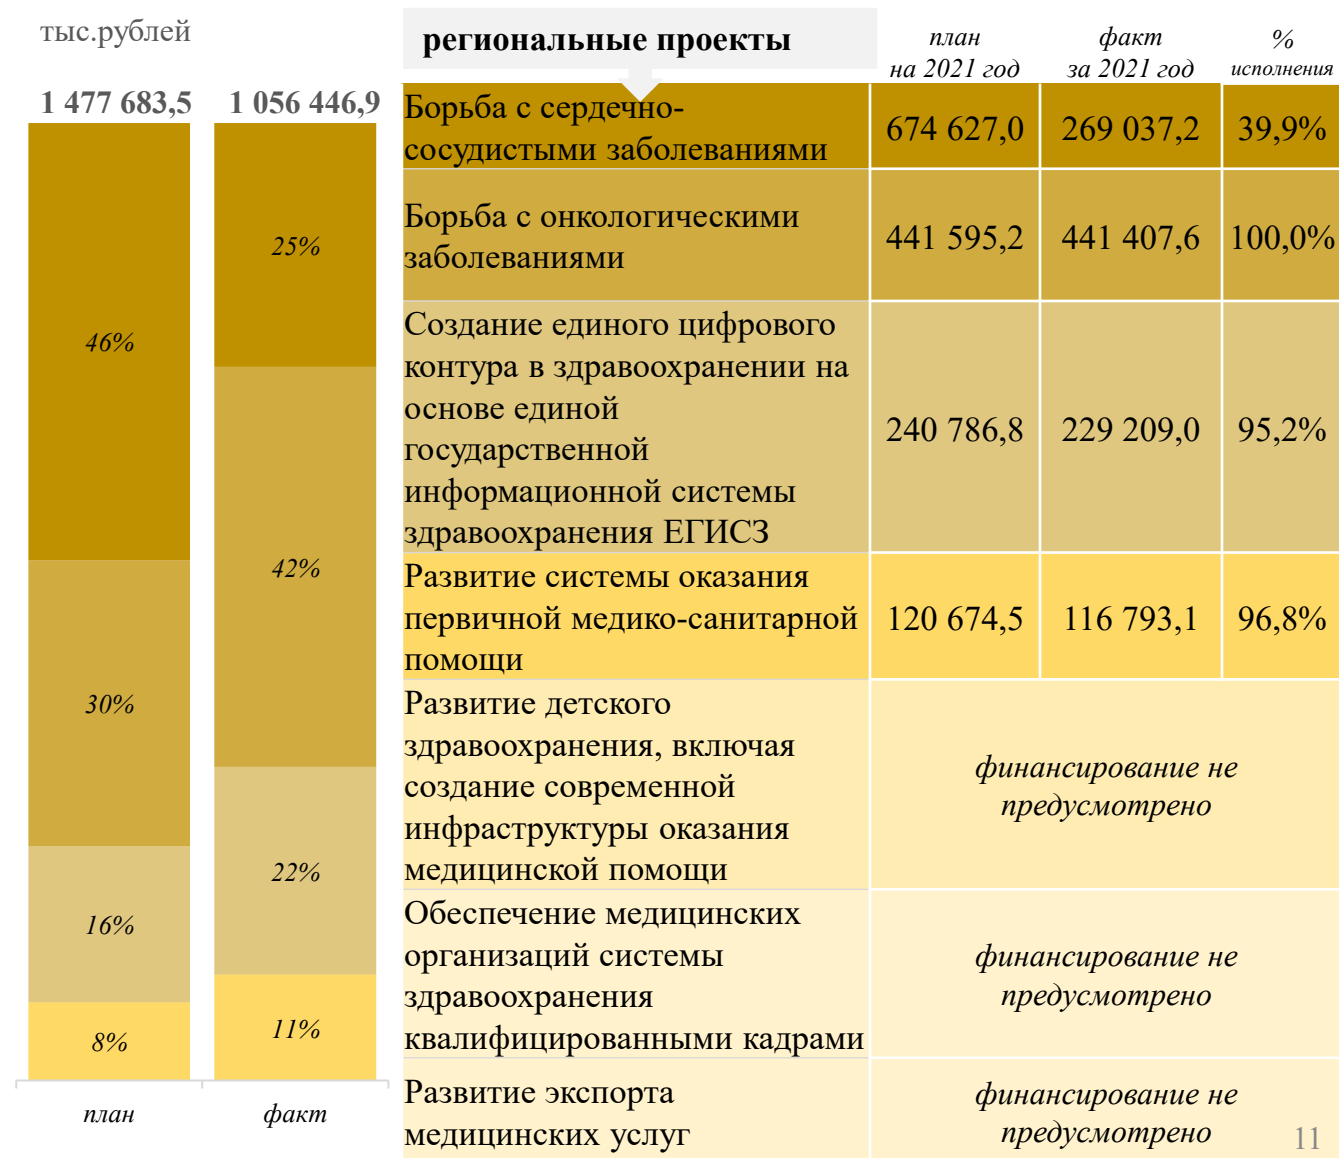 тыс.рублей
1 477 683,5
1 056 446,9
46%
30%
16%
8%
план
25%
42%
22%
11%
факт
региональные проекты
план
на 2021 год
факт
за 2021 год
%
исполнения
Борьба с сердечно-
сосудистыми заболеваниями
674 627,0
269 037,2
39,9%
Борьба с онкологическими
заболеваниями
441 595,2
441 407,6
100,0%
Создание единого цифрового
контура в здравоохранении на
основе единой
государственной
информационной системы
здравоохранения ЕГИСЗ
240 786,8
229 209,0
95,2%
Развитие системы оказания
первичной медико-санитарной
помощи
120 674,5
116 793,1
96,8%
Развитие детского
здравоохранения, включая
создание современной
инфраструктуры оказания
медицинской помощи
финансирование не
предусмотрено
Обеспечение медицинских
организаций системы
здравоохранения
квалифицированными кадрами
финансирование не
предусмотрено
Развитие экспорта
медицинских услуг
финансирование не
предусмотрено
11